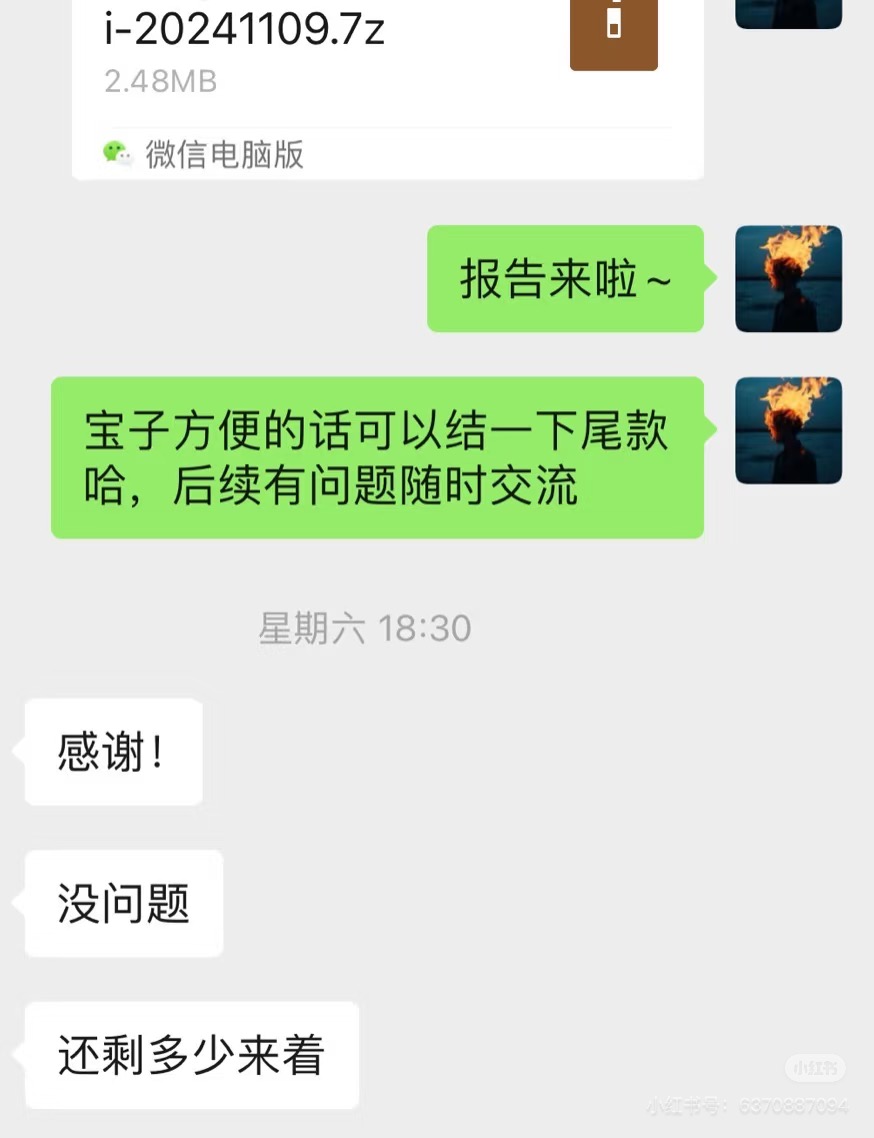 i-20241109.7z
2.48MB
微信电脑版
报告来啦~
宝子方便的话可以结一下尾款
哈，后续有问题随时交流
星期六 18:30
感谢！
没问题
还剩多少来着
小红书
小红书号：6370887094